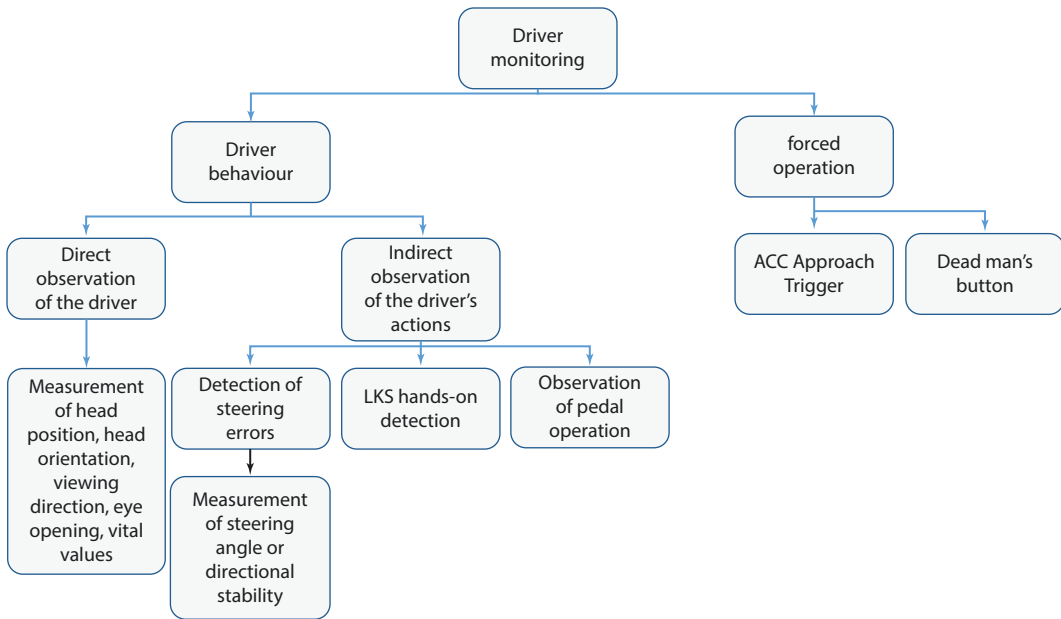 Driver
monitoring
Driver
behaviour
forced
operation
Direct
observation
of the driver
Indirect
observation
of the driver's
actions
ACC Approach
Trigger
Dead man's
button
Measurement
of head
position, head
orientation,
viewing
direction, eye
opening, vital
values
Detection of
steering
errors
LKS hands-on
detection
Observation
of pedal
operation
Measurement
of steering
angle or
directional
stability